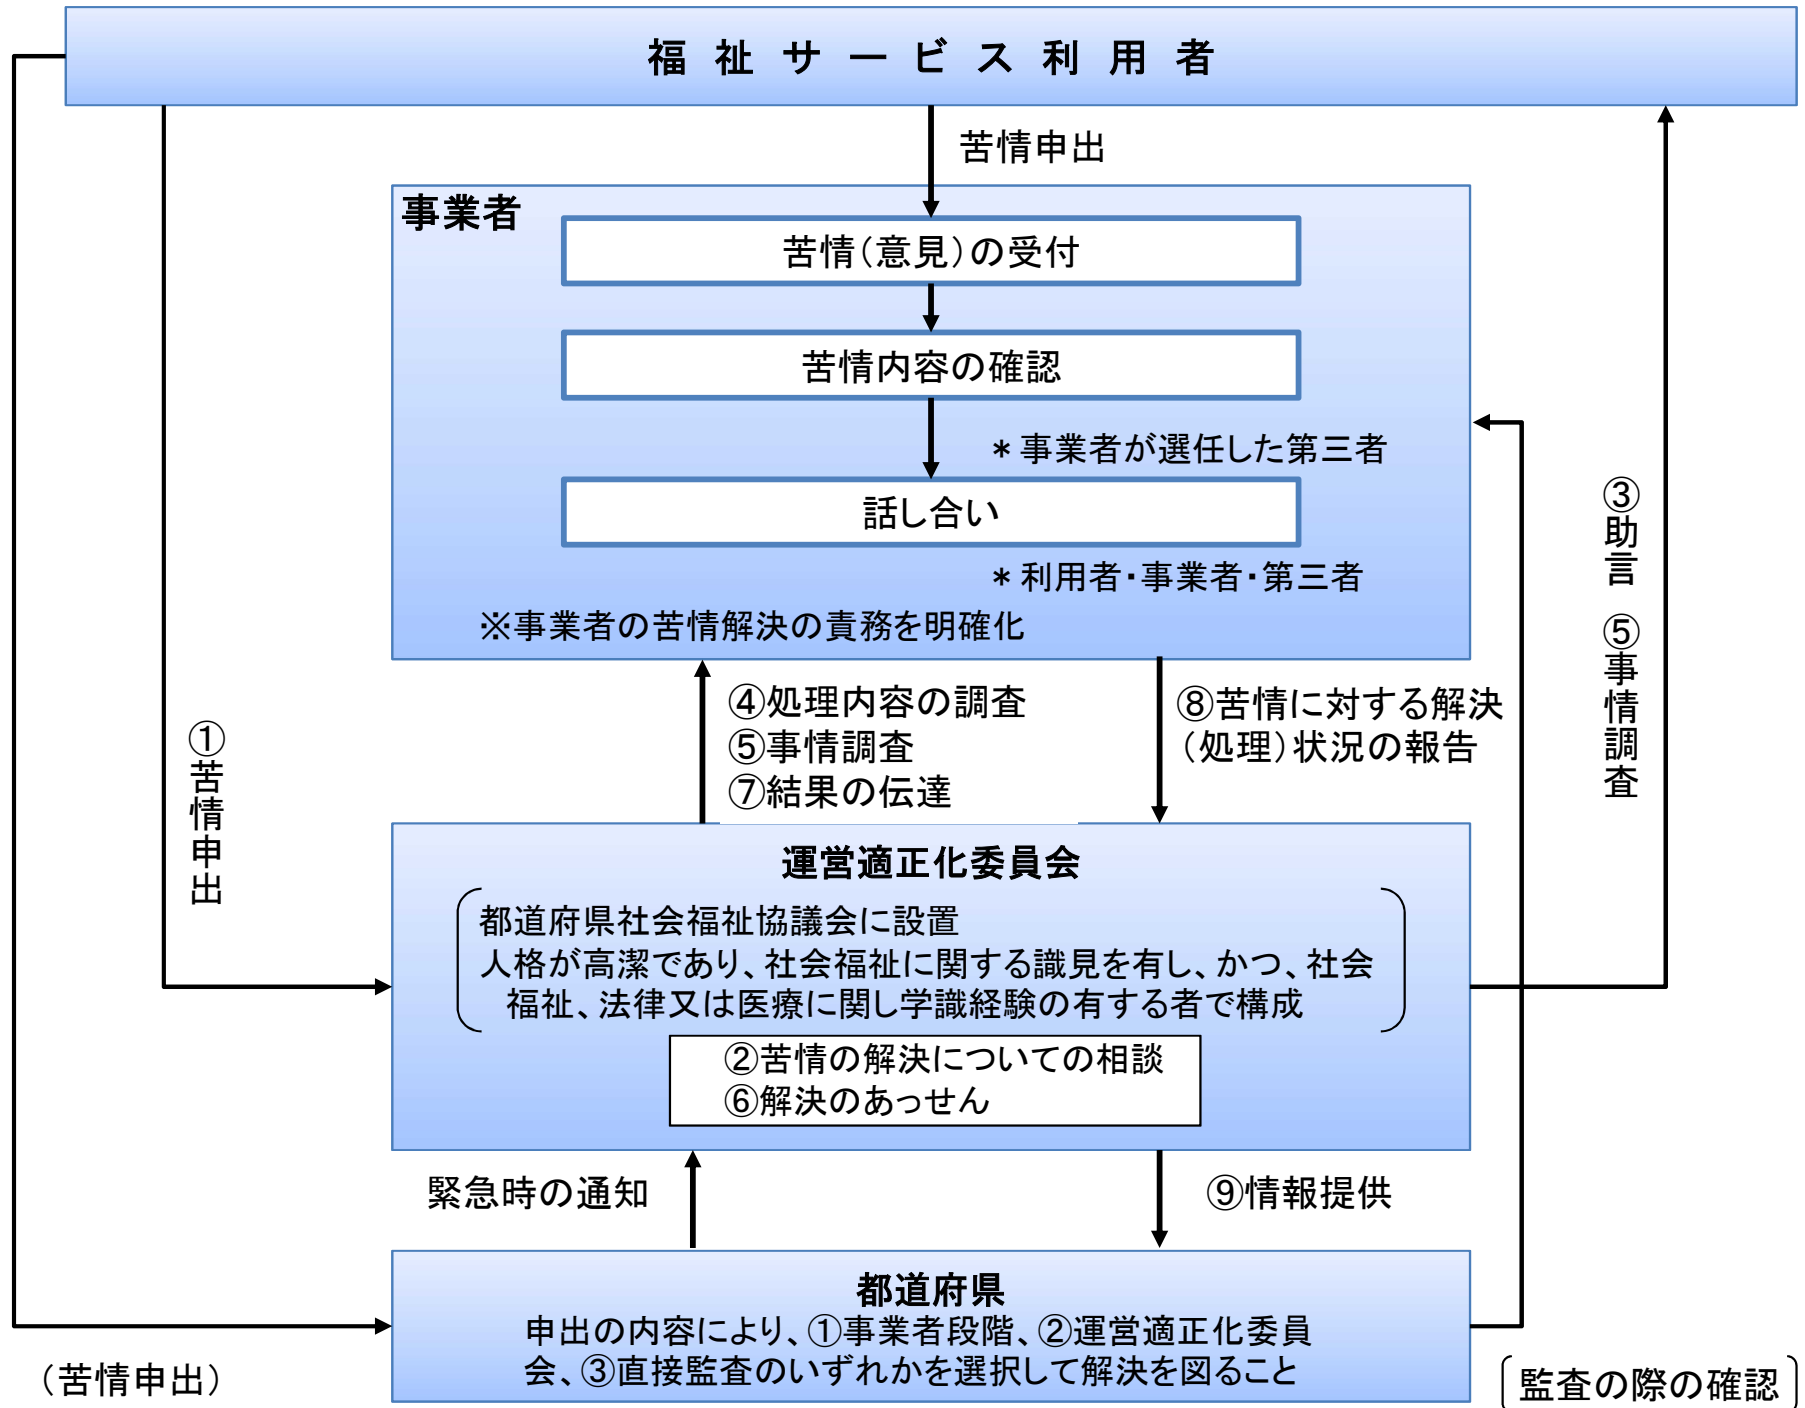 福祉サービス利用者
苦情申出
事業者
苦情(意見)の受付
苦情内容の確認
＊事業者が選任した第三者
話し合い
＊利用者・事業者・第三者
※事業者の苦情解決の責務を明確化
①苦情申出
④処理内容の調査
⑤事情調査
⑦結果の伝達
⑧苦情に対する解決
(処理)状況の報告
③助言 ⑤事情調査
運営適正化委員会
都道府県社会福祉協議会に設置
人格が高潔であり、社会福祉に関する識見を有し、かつ、社会
福祉、法律又は医療に関し学識経験の有する者で構成
②苦情の解決についての相談
⑥解決のあっせん
緊急時の通知
⑨情報提供
都道府県
申出の内容により、①事業者段階、②運営適正化委員
会、③直接監査のいずれかを選択して解決を図ること
(苦情申出)
〔監査の際の確認〕